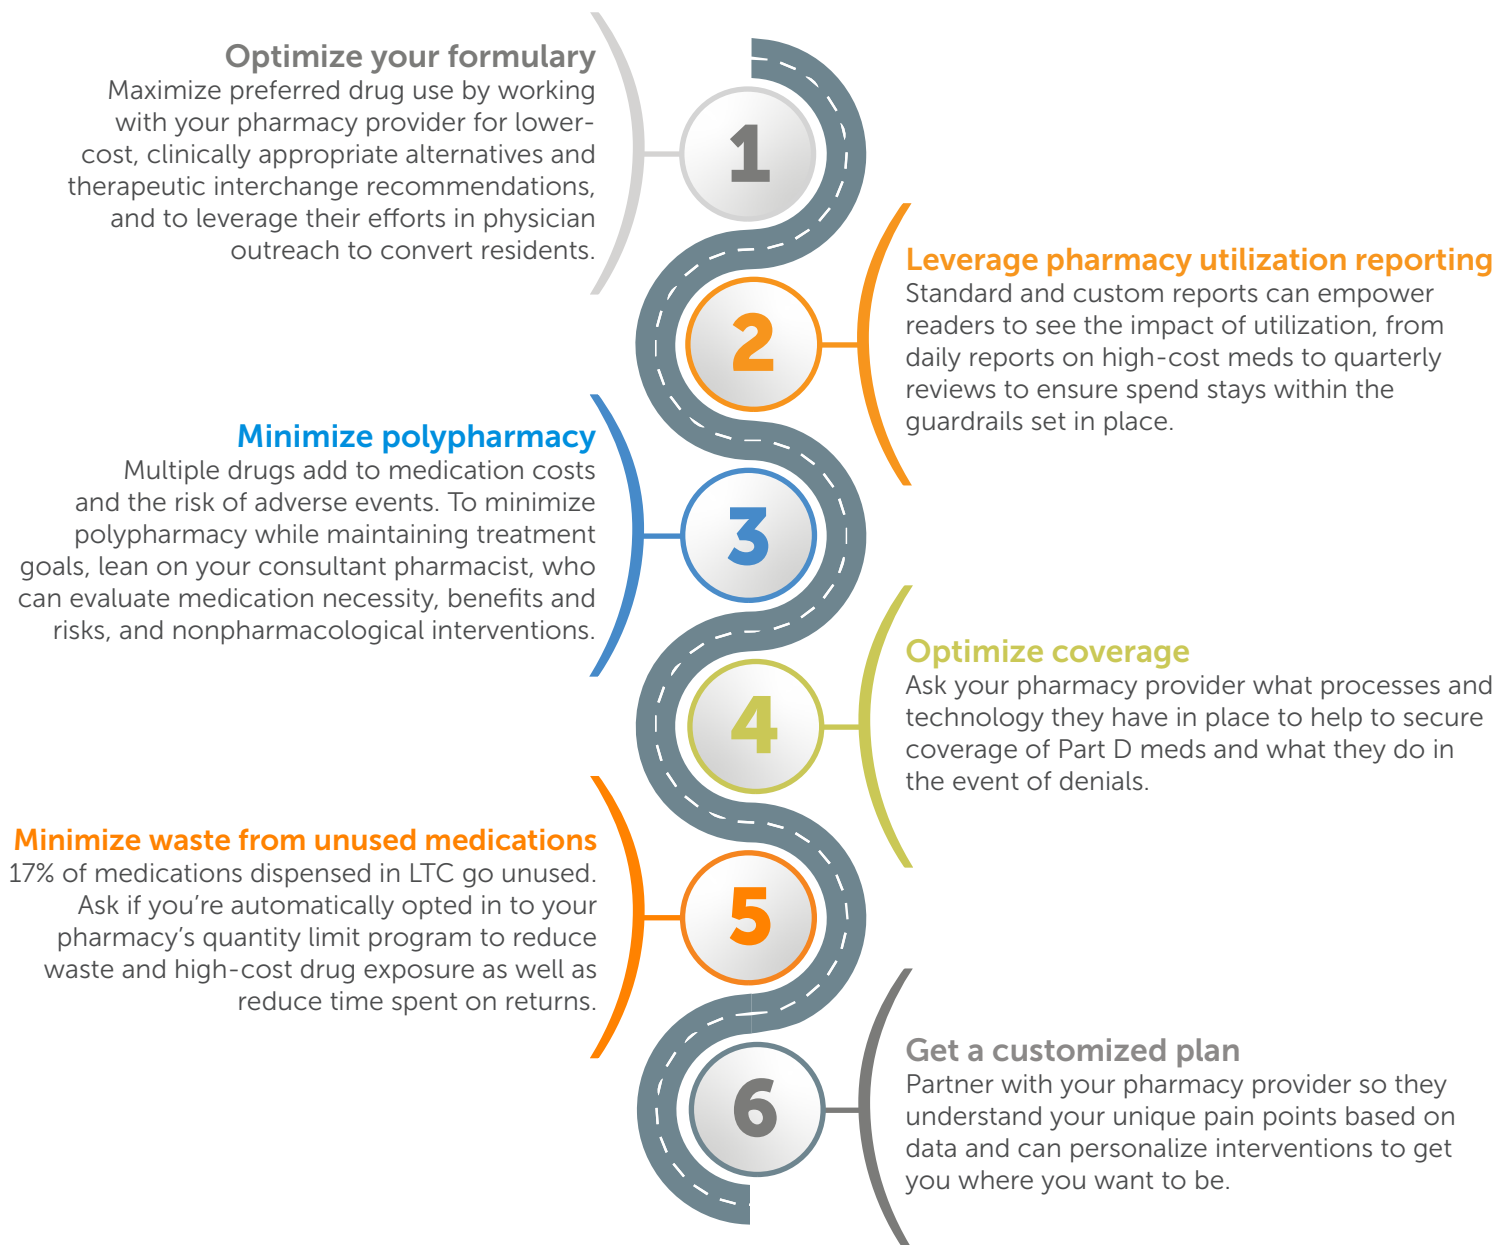 Optimize your formulary
Maximize preferred drug use by working
with your pharmacy provider for lower-
cost, clinically appropriate alternatives and
therapeutic interchange recommendations,
and to leverage their efforts in physician
outreach to convert residents.
1
Leverage pharmacy utilization reporting
Standard and custom reports can empower
readers to see the impact of utilization, from
daily reports on high-cost meds to quarterly
reviews to ensure spend stays within the
guardrails set in place.
2
Minimize polypharmacy
Multiple drugs add to medication costs
and the risk of adverse events. To minimize
polypharmacy while maintaining treatment
goals, lean on your consultant pharmacist, who
can evaluate medication necessity, benefits and
risks, and nonpharmacological interventions.
3
Optimize coverage
Ask your pharmacy provider what processes and
technology they have in place to help to secure
coverage of Part D meds and what they do in
the event of denials.
4
Minimize waste from unused medications
17% of medications dispensed in LTC go unused.
Ask if you’re automatically opted in to your
pharmacy’s quantity limit program to reduce
waste and high-cost drug exposure as well as
reduce time spent on returns.
5
Get a customized plan
Partner with your pharmacy provider so they
understand your unique pain points based on
data and can personalize interventions to get
you where you want to be.
6